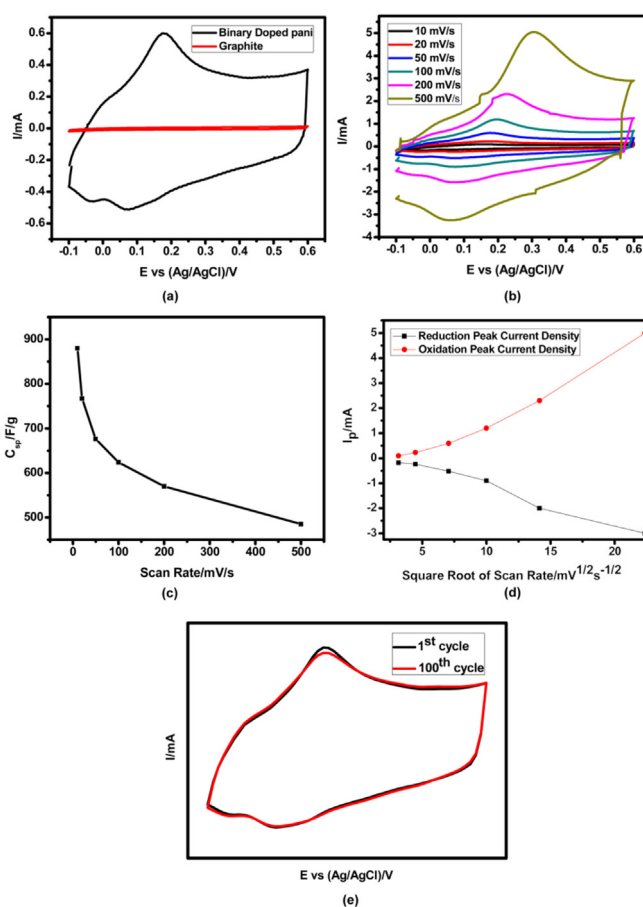 Binary Doped pani
Graphite
0.6
0.4
0.2
0.0
-0.2
-0.4
-0.6
I/mA
-0.1 0.0 0.1 0.2 0.3 0.4 0.5 0.6
E vs (Ag/AgCl)/V
(a)
10 mV/s
20 mV/s
50 mV/s
100 mV/s
200 mV/s
500 mV/s
5
4
3
2
1
0
-1
-2
-3
-4
I/mA
-0.1 0.0 0.1 0.2 0.3 0.4 0.5 0.6
E vs (Ag/AgCl)/V
(b)
900
800
700
600
500
Csp/F/g
0 100 200 300 400 500
Scan Rate/mV/s
(c)
Reduction Peak Current Density
Oxidation Peak Current Density
5
4
3
2
1
0
-1
-2
-3
Ip/mA
5 10 15 20
Square Root of Scan Rate/mV1/2s-1/2
(d)
1st cycle
100th cycle
I/mA
E vs (Ag/AgCl)/V
(e)